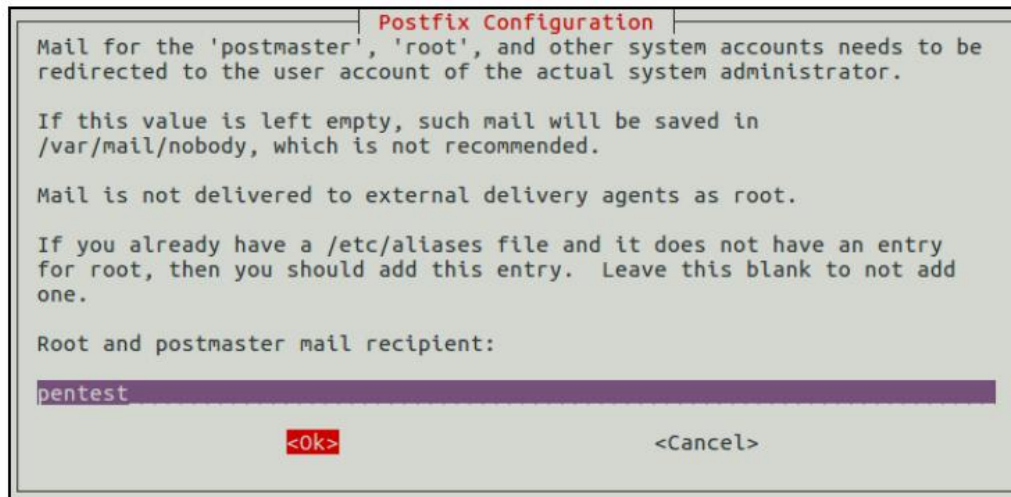 Postfix Configuration
Mail for the 'postmaster', 'root', and other system accounts needs to be
redirected to the user account of the actual system administrator.
If this value is left empty, such mail will be saved in
/var/mail/nobody, which is not recommended.
Mail is not delivered to external delivery agents as root.
If you already have a /etc/aliases file and it does not have an entry
for root, then you should add this entry.  Leave this blank to not add
one.
Root and postmaster mail recipient:
pentest
<Ok> <Cancel>